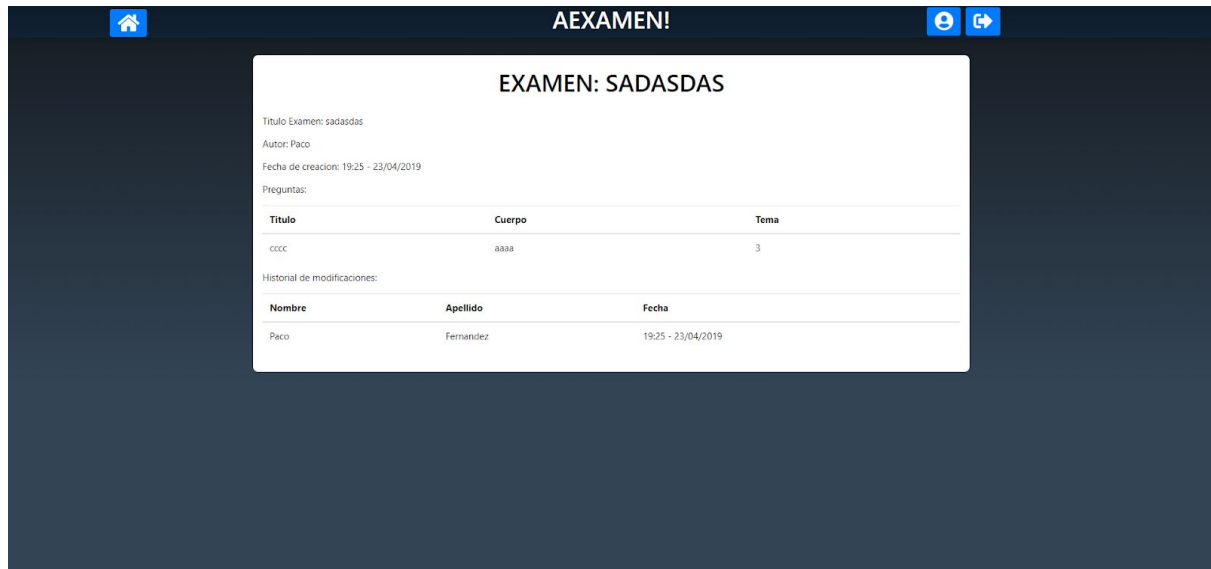 AEXAMEN!
EXAMEN: SADASDAS
Titulo Examen: sadasdas
Autor: Paco
Fecha de creacion: 19:25 - 23/04/2019
Preguntas:
Titulo Cuerpo Tema
cccc aaaa 3
Historial de modificaciones:
Nombre Apellido Fecha
Paco Fernandez 19:25 - 23/04/2019